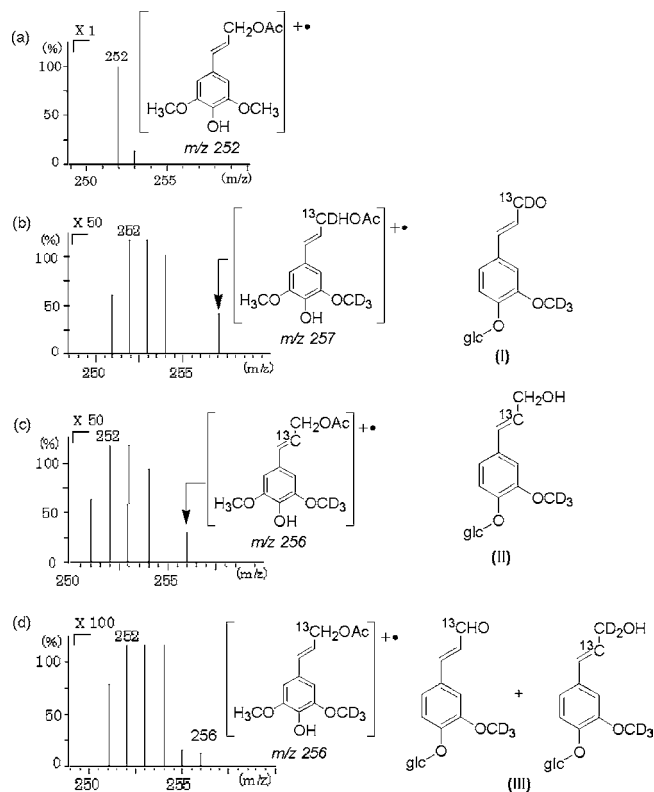 (a)
X 1
(%)
252
100
50
0
250
255
(m/z)
CH2OAc
+•
H3CO
OCH3
OH
m/z 252
(b)
X 50
(%)
252
100
50
0
250
255
(m/z)
13CDHOAc
+•
H3CO
OCD3
OH
m/z 257
13CDO
OCD3
O
glc
(I)
(c)
X 50
(%)
252
100
50
0
250
255
(m/z)
CH2OAc
13C
+•
H3CO
OCD3
OH
m/z 256
CH2OH
13C
OCD3
O
glc
(II)
(d)
X 100
(%)
252
100
50
0
256
250
255
(m/z)
13CH2OAc
+•
H3CO
OCD3
OH
m/z 256
13CHO
OCD3
O
glc
+
CD2OH
13C
OCD3
O
glc
(III)